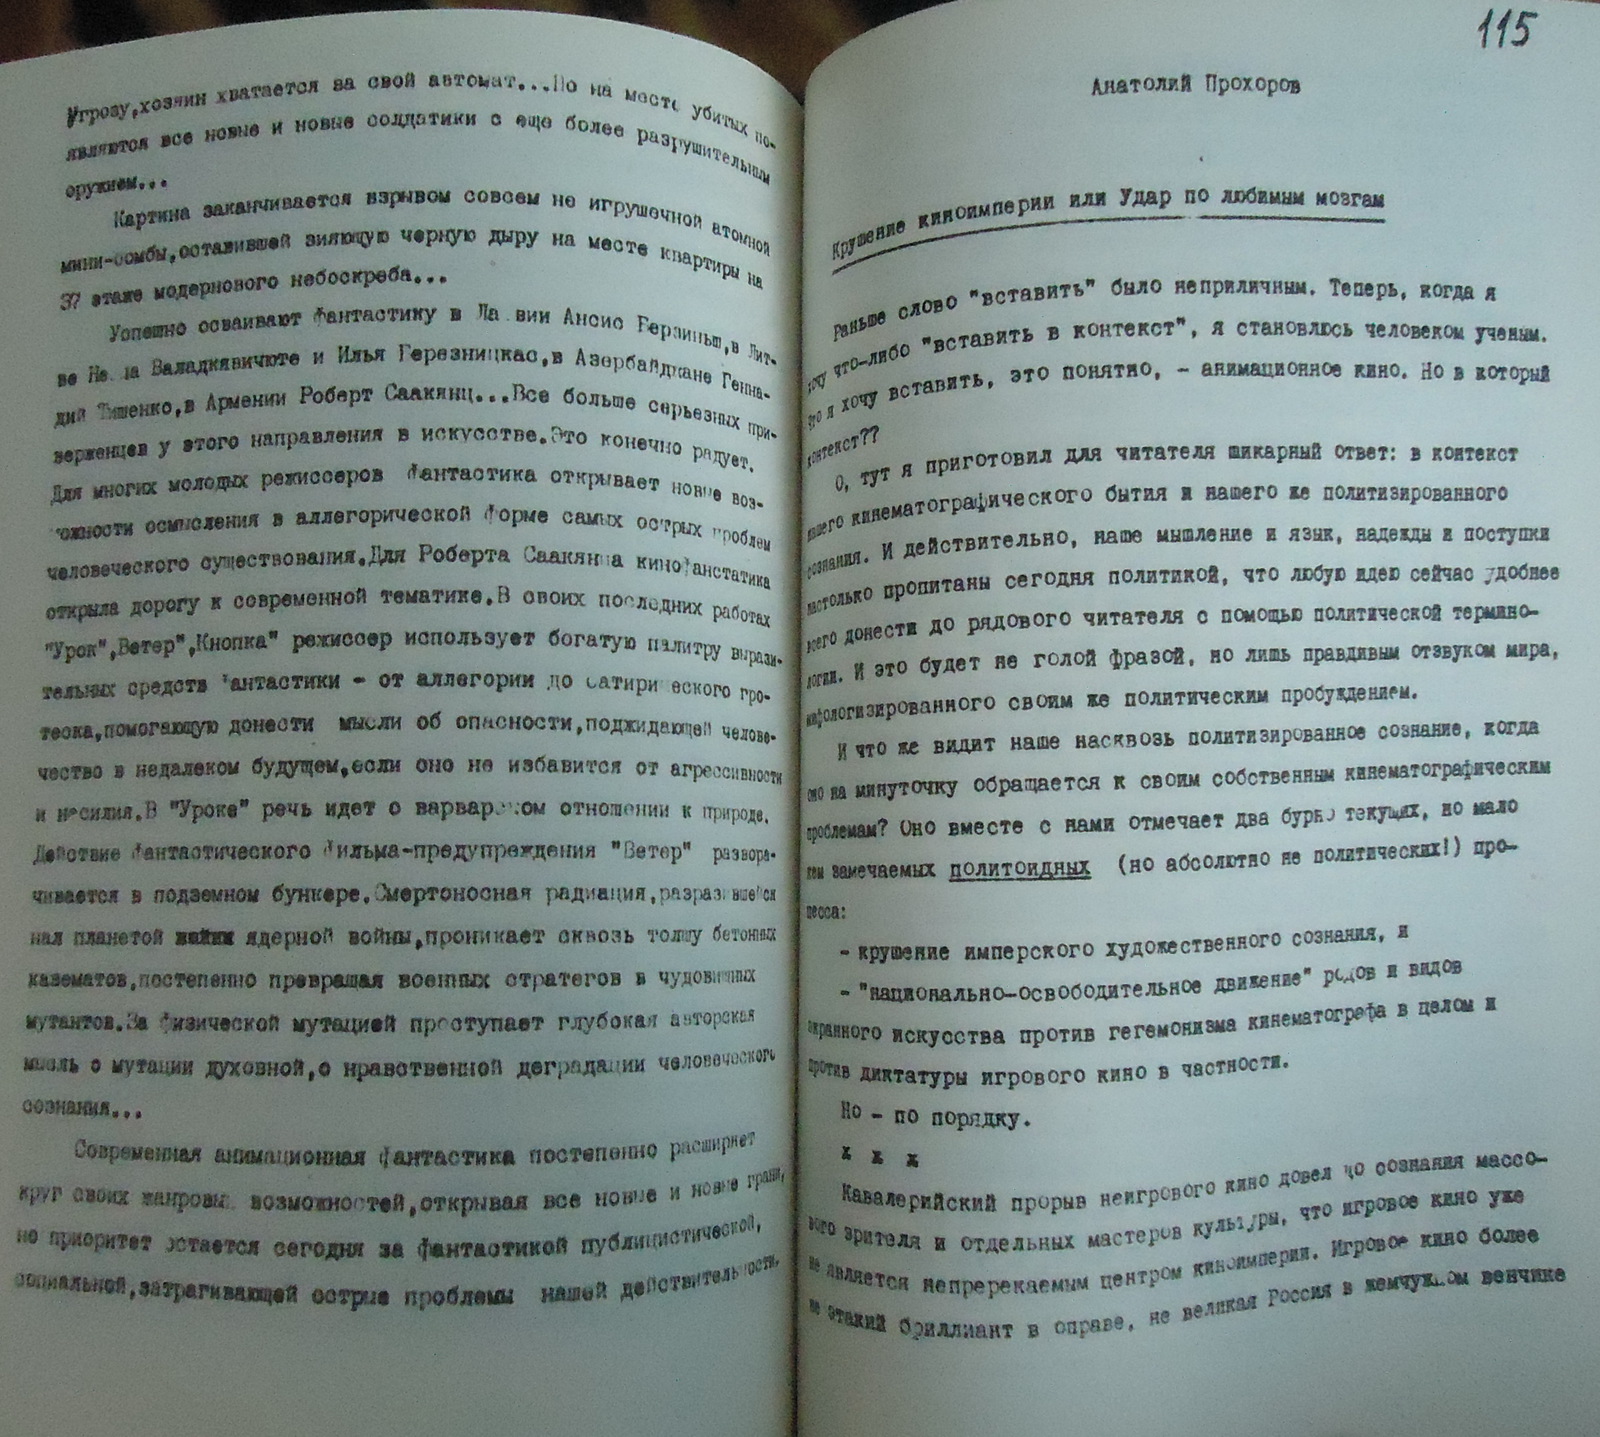 угрозу,хозяин хватается за свой автомат...Но на месте убитых по-
являются все новые и новые солдатики с еще более разрушительным
оружием...
Картина заканчивается взрывом совсем не игрушечной атомной
мини-бомбы,оставившей зияющую черную дыру на месте квартиры на
37 этаже модернового небоскреба...
Успешно осваивают фантастику в Латвии Ансис Берзиньш,в Лит-
ве Валадкявичюте и Илья Герезницкас,в Азербайджане Генна-
дий Тищенко,в Армении Роберт Саакянц...Все больше серьезных при-
верженцев у этого направления в искусстве.Это конечно радует.
Для многих молодых режиссеров фантастика открывает новые воз-
можности осмысления в аллегорической форме самых острых проблем
человеческого существования.Для Роберта Саакянца кинофанстатика
открыла дорогу к современной тематике.В своих последних работах
"Урок",Ветер",Кнопка" режиссер использует богатую палитру вырази-
тельных средств фантастики - от аллегории до сатирического гро-
теска,помогающую донести мысли об опасности,поджидающей челове-
чество в недалеком будущем,если оно не избавится от агрессивности
и насилия.В "Уроке" речь идет о варварском отношении к природе.
Действие фантастического фильма-предупреждения "Ветер" развора-
чивается в подземном бункере.Смертоносная радиация,разразившейся
над планетой ядерной войны,проникает сквозь толщу бетонных
казематов,постепенно превращая военных стратегов в чудовищных
мутантов.За физической мутацией проступает глубокая авторская
мысль о мутации духовной,о нравственной деградации человеческого
сознания...
Современная анимационная фантастика постепенно расширяет
круг своих жанровых возможностей,открывая все новые и новые грани,
но приоритет остается сегодня за фантастикой публицистической,
социальной,затрагивающей острые проблемы нашей действительности.
115
Анатолий Прохоров
Крушение киноимперии или Удар по любимым мозгам
Раньше слово "вставить" было неприличным. Теперь, когда я
хочу что-либо "вставить в контекст", я становлюсь человеком ученым.
Это я хочу вставить, это понятно, - анимационное кино. Но в который
контекст??
О, тут я приготовил для читателя шикарный ответ: в контекст
нашего кинематографического бытия и нашего же политизированного
сознания. И действительно, наше мышление и язык, надежды и поступки
настолько пропитаны сегодня политикой, что любую идею сейчас удобнее
всего донести до рядового читателя с помощью политической термино-
логии. И это будет не голой фразой, но лишь правдивым отзвуком мира,
мифологизированного своим же политическим пробуждением.
И что же видит наше насквозь политизированное сознание, когда
оно на минуточку обращается к своим собственным кинематографическим
проблемам? Оно вместе с нами отмечает два бурно текущих, но мало
кем замечаемых политоидных (но абсолютно не политических!) про-
цесса:
- крушение имперского художественного сознания, и
- "национально-освободительное движение" родов и видов
экранного искусства против гегемонизма кинематографа в целом и
против диктатуры игрового кино в частности.
Но - по порядку.
х х х
Кавалерийский прорыв неигрового кино довел до сознания массо-
вого зрителя и отдельных мастеров культуры, что игровое кино уже
не является непререкаемым центром киноимперии. Игровое кино более
не этакий бриллиант в оправе, не великая Россия в жемчужном венчике